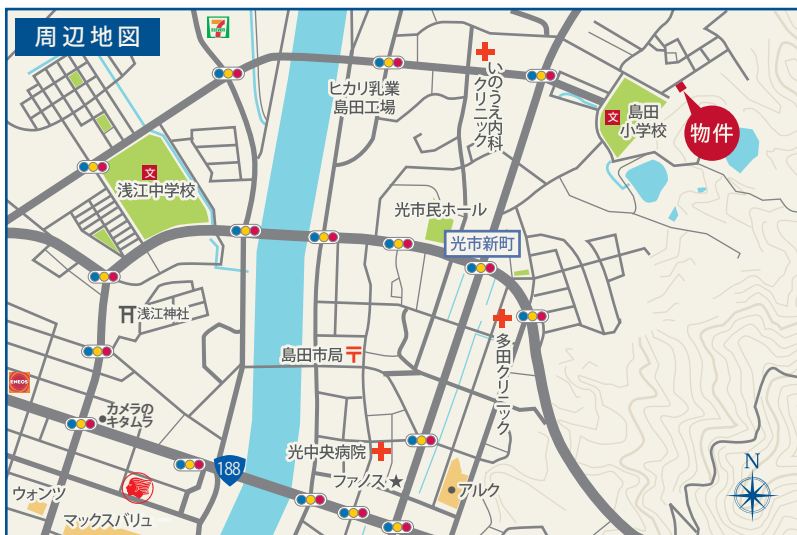 周辺地図
ヒカリ乳業
島田工場
いのうえ内科
クリニック
文
島田
小学校
物件
文
浅江中学校
光市民ホール
光市新町
浅江神社
島田市局
多田クリニック
ENEOS
カメラの
キタムラ
188
光中央病院
ファノス★
アルク
ウォンツ
マックスバリュ
N